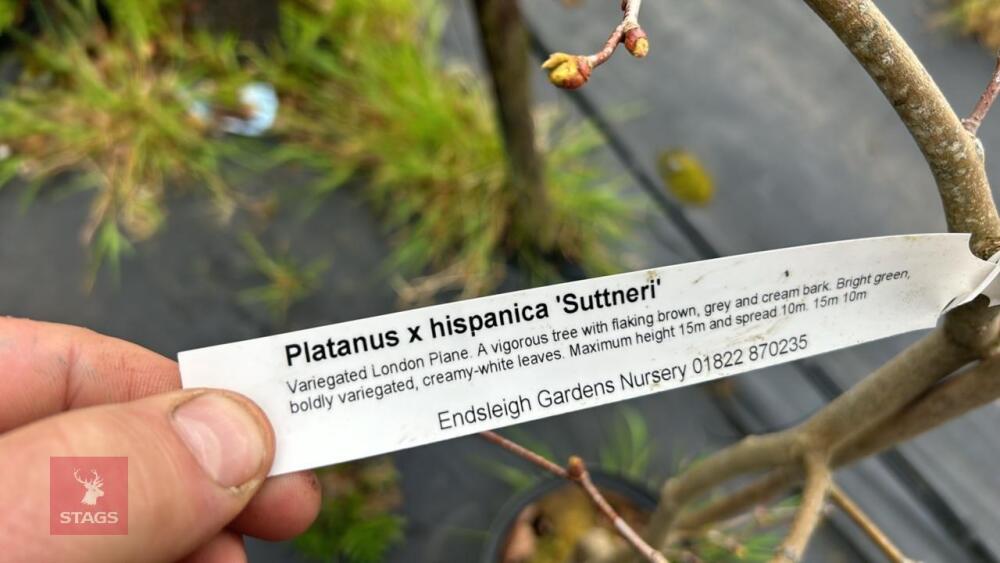 Platanus x hispanica 'Suttneri'
Variegated London Plane. A vigorous tree with flaking brown, grey and cream bark. Bright green,
boldly variegated, creamy-white leaves. Maximum height 15m and spread 10m. 15m 10m
Endsleigh Gardens Nursery 01822 870235
STAGS